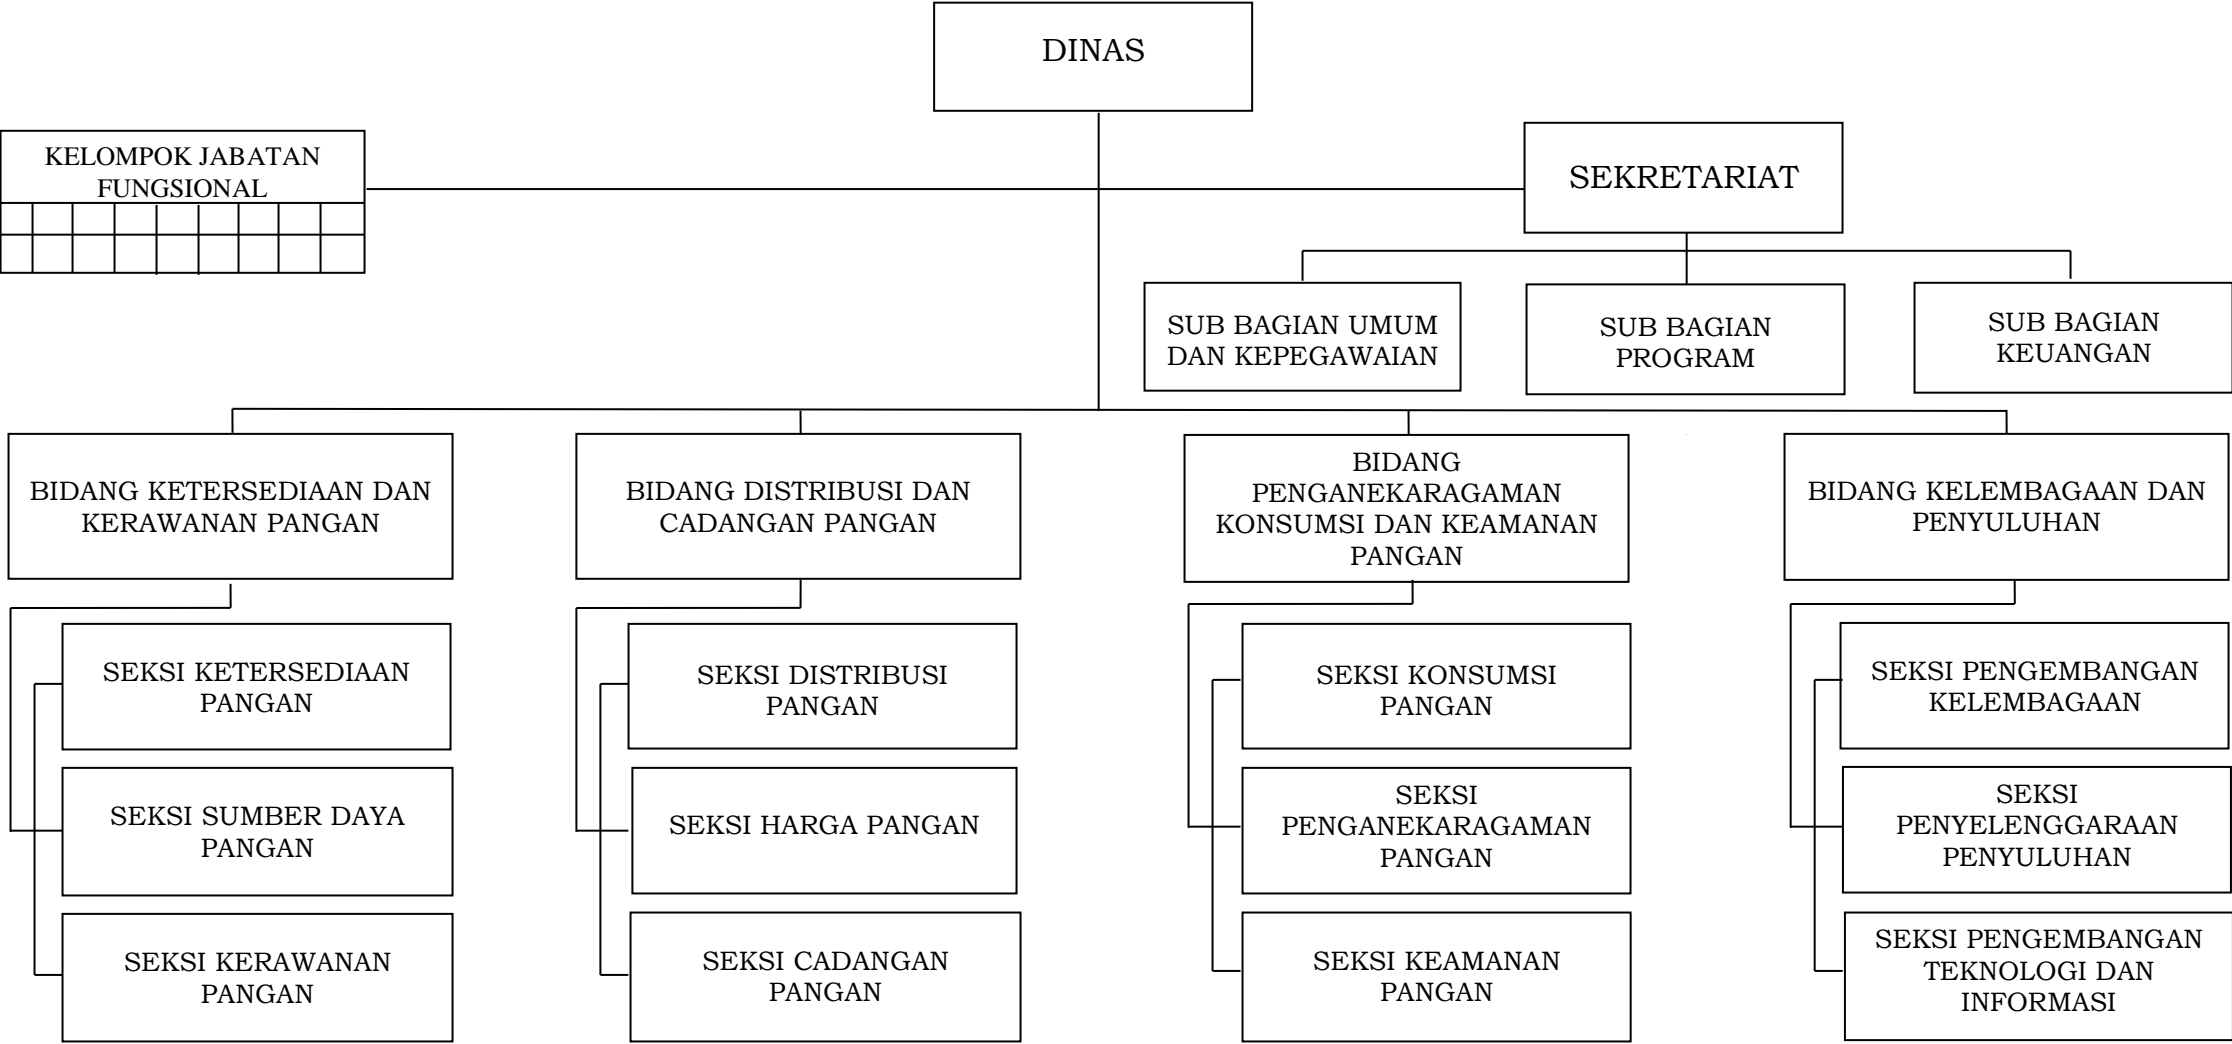 DINAS
KELOMPOK JABATAN
FUNGSIONAL
SEKRETARIAT
SUB BAGIAN UMUM
DAN KEPEGAWAIAN
SUB BAGIAN
PROGRAM
SUB BAGIAN
KEUANGAN
BIDANG KETERSEDIAAN DAN
KERAWANAN PANGAN
BIDANG DISTRIBUSI DAN
CADANGAN PANGAN
BIDANG
PENGANEKARAGAMAN
KONSUMSI DAN KEAMANAN
PANGAN
BIDANG KELEMBAGAAN DAN
PENYULUHAN
SEKSI KETERSEDIAAN
PANGAN
SEKSI DISTRIBUSI
PANGAN
SEKSI KONSUMSI
PANGAN
SEKSI PENGEMBANGAN
KELEMBAGAAN
SEKSI SUMBER DAYA
PANGAN
SEKSI HARGA PANGAN
SEKSI
PENGANEKARAGAMAN
PANGAN
SEKSI
PENYELENGGARAAN
PENYULUHAN
SEKSI KERAWANAN
PANGAN
SEKSI CADANGAN
PANGAN
SEKSI KEAMANAN
PANGAN
SEKSI PENGEMBANGAN
TEKNOLOGI DAN
INFORMASI